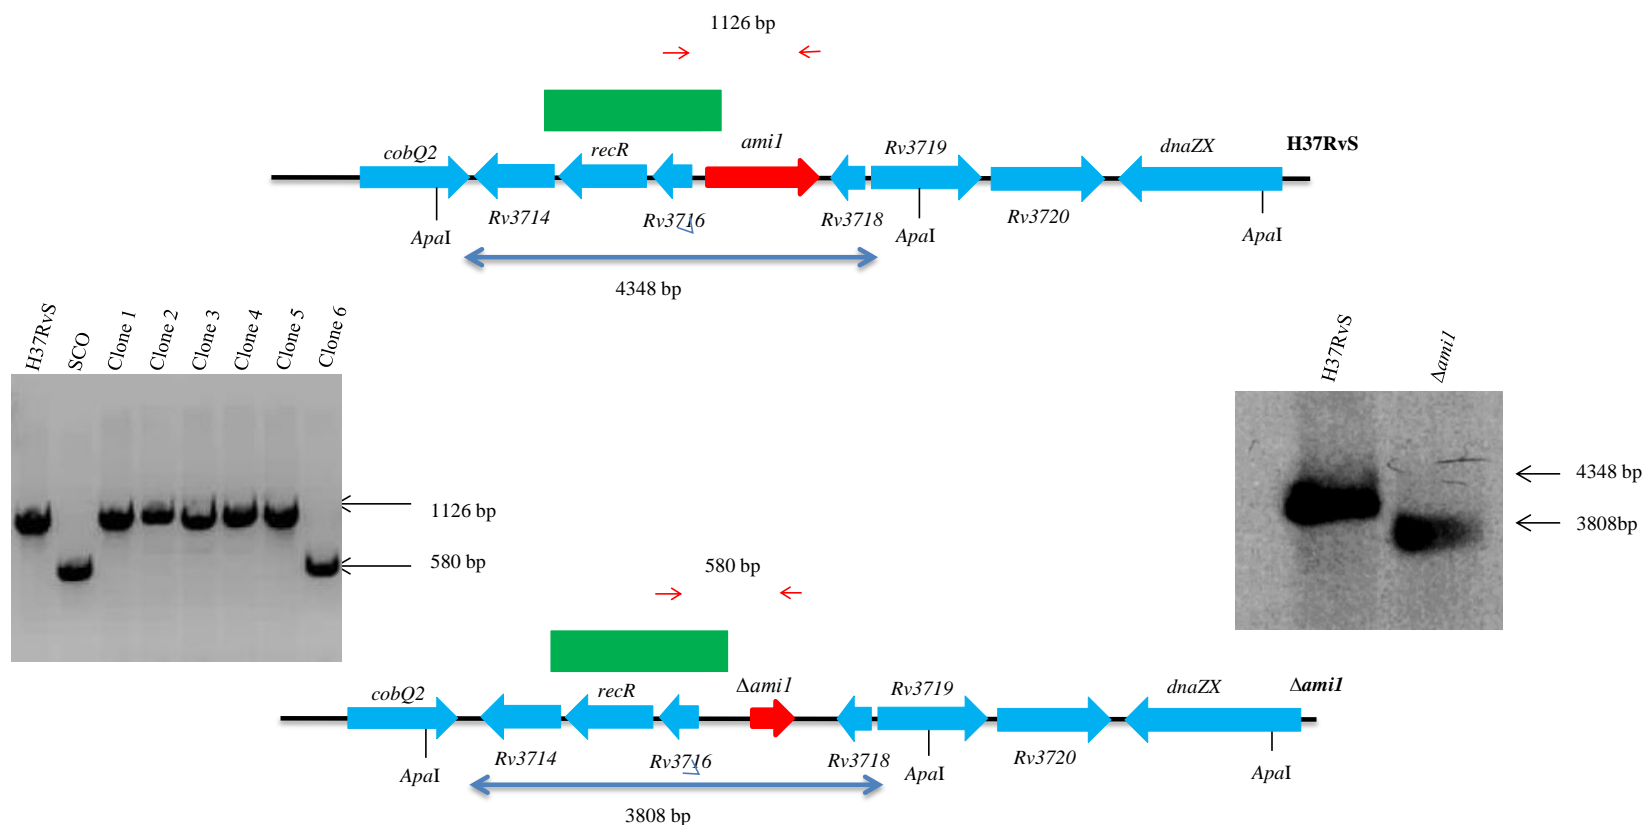 1126 bp
ami1
cobQ2
recR
Rv3719
dnaZX
H37RvS
Rv3714
Rv3716
Rv3718
Rv3720
ApaI
ApaI
ApaI
4348 bp
H37RvS
SCO
Clone 1
Clone 2
Clone 3
Clone 4
Clone 5
Clone 6
1126 bp
580 bp
H37RvS
Δami1
4348 bp
3808bp
580 bp
cobQ2
recR
Δami1
Rv3719
dnaZX
Δami1
Rv3714
Rv3716
Rv3718
Rv3720
ApaI
ApaI
ApaI
3808 bp